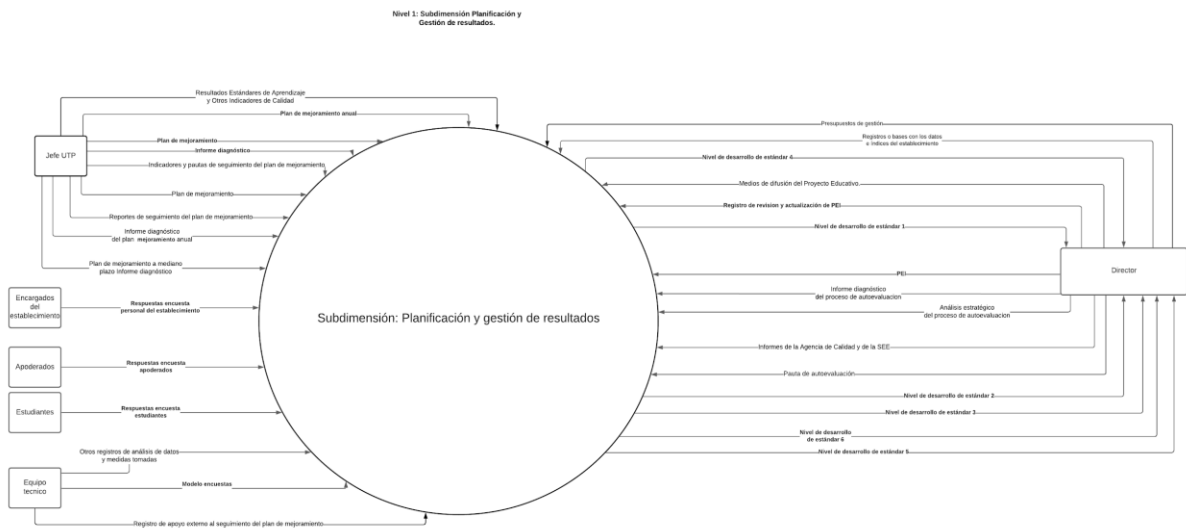 Nivel 1: Subdimensión Planificación y
Gestión de resultados.
Resultados Estándares de Aprendizaje
y Otros Indicadores de Calidad
Plan de mejoramiento anual
Jefe UTP
Plan de mejoramiento
Informe diagnóstico
Indicadores y pautas de seguimiento del plan de mejoramiento
Plan de mejoramiento
Reportes de seguimiento del plan de mejoramiento
Informe diagnóstico
del plan mejoramiento anual
Plan de mejoramiento a mediano
plazo Informe diagnóstico
Encargados
del
establecimiento
Respuestas encuesta
personal del establecimiento
Apoderados
Respuestas encuesta
apoderados
Estudiantes
Respuestas encuesta
estudiantes
Otros registros de análisis de datos
y medidas tomadas
Equipo
tecnico
Modelo encuestas
Registro de apoyo externo al seguimiento del plan de mejoramiento
Subdimensión: Planificación y gestión de resultados
Presupuestos de gestión
Registros o bases con los datos
e índices del establecimiento
Nivel de desarrollo de estándar 4
Medios de difusión del Proyecto Educativo
Registro de revision y actualización de PEI
Nivel de desarrollo de estándar 1
Director
PEI
Informe diagnóstico
del proceso de autoevaluacion
Análisis estratégico
del proceso de autoevaluacion
Informes de la Agencia de Calidad y de la SEE
Pauta de autoevaluación
Nivel de desarrollo de estándar 2
Nivel de desarrollo de estándar 3
Nivel de desarrollo
de estándar 6
Nivel de desarrollo de estándar 5